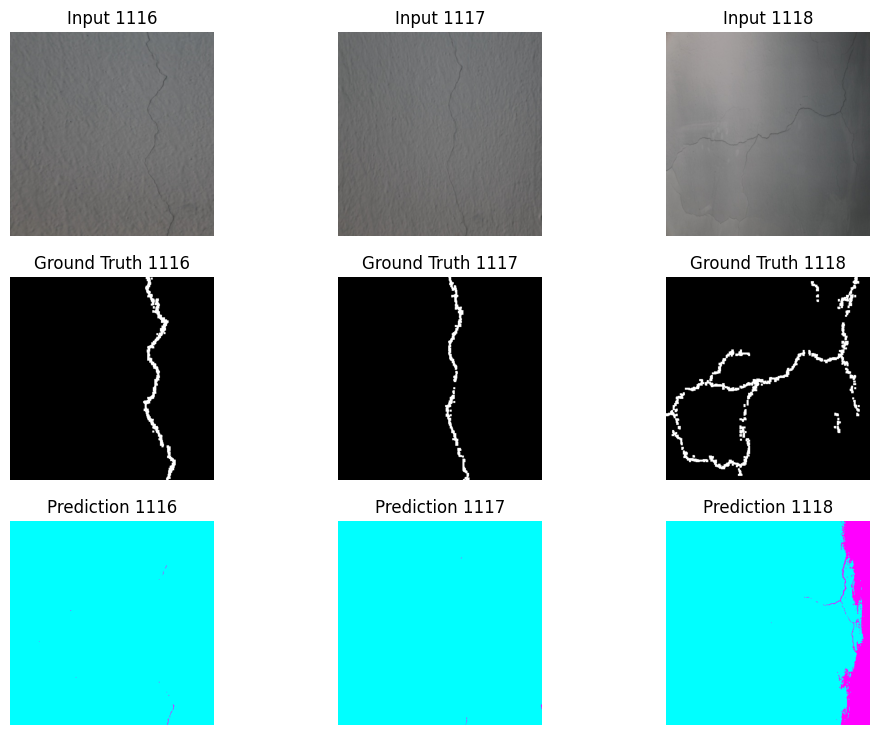 Input 1116
Input 1117
Input 1118
Ground Truth 1116
Ground Truth 1117
Ground Truth 1118
Prediction 1116
Prediction 1117
Prediction 1118